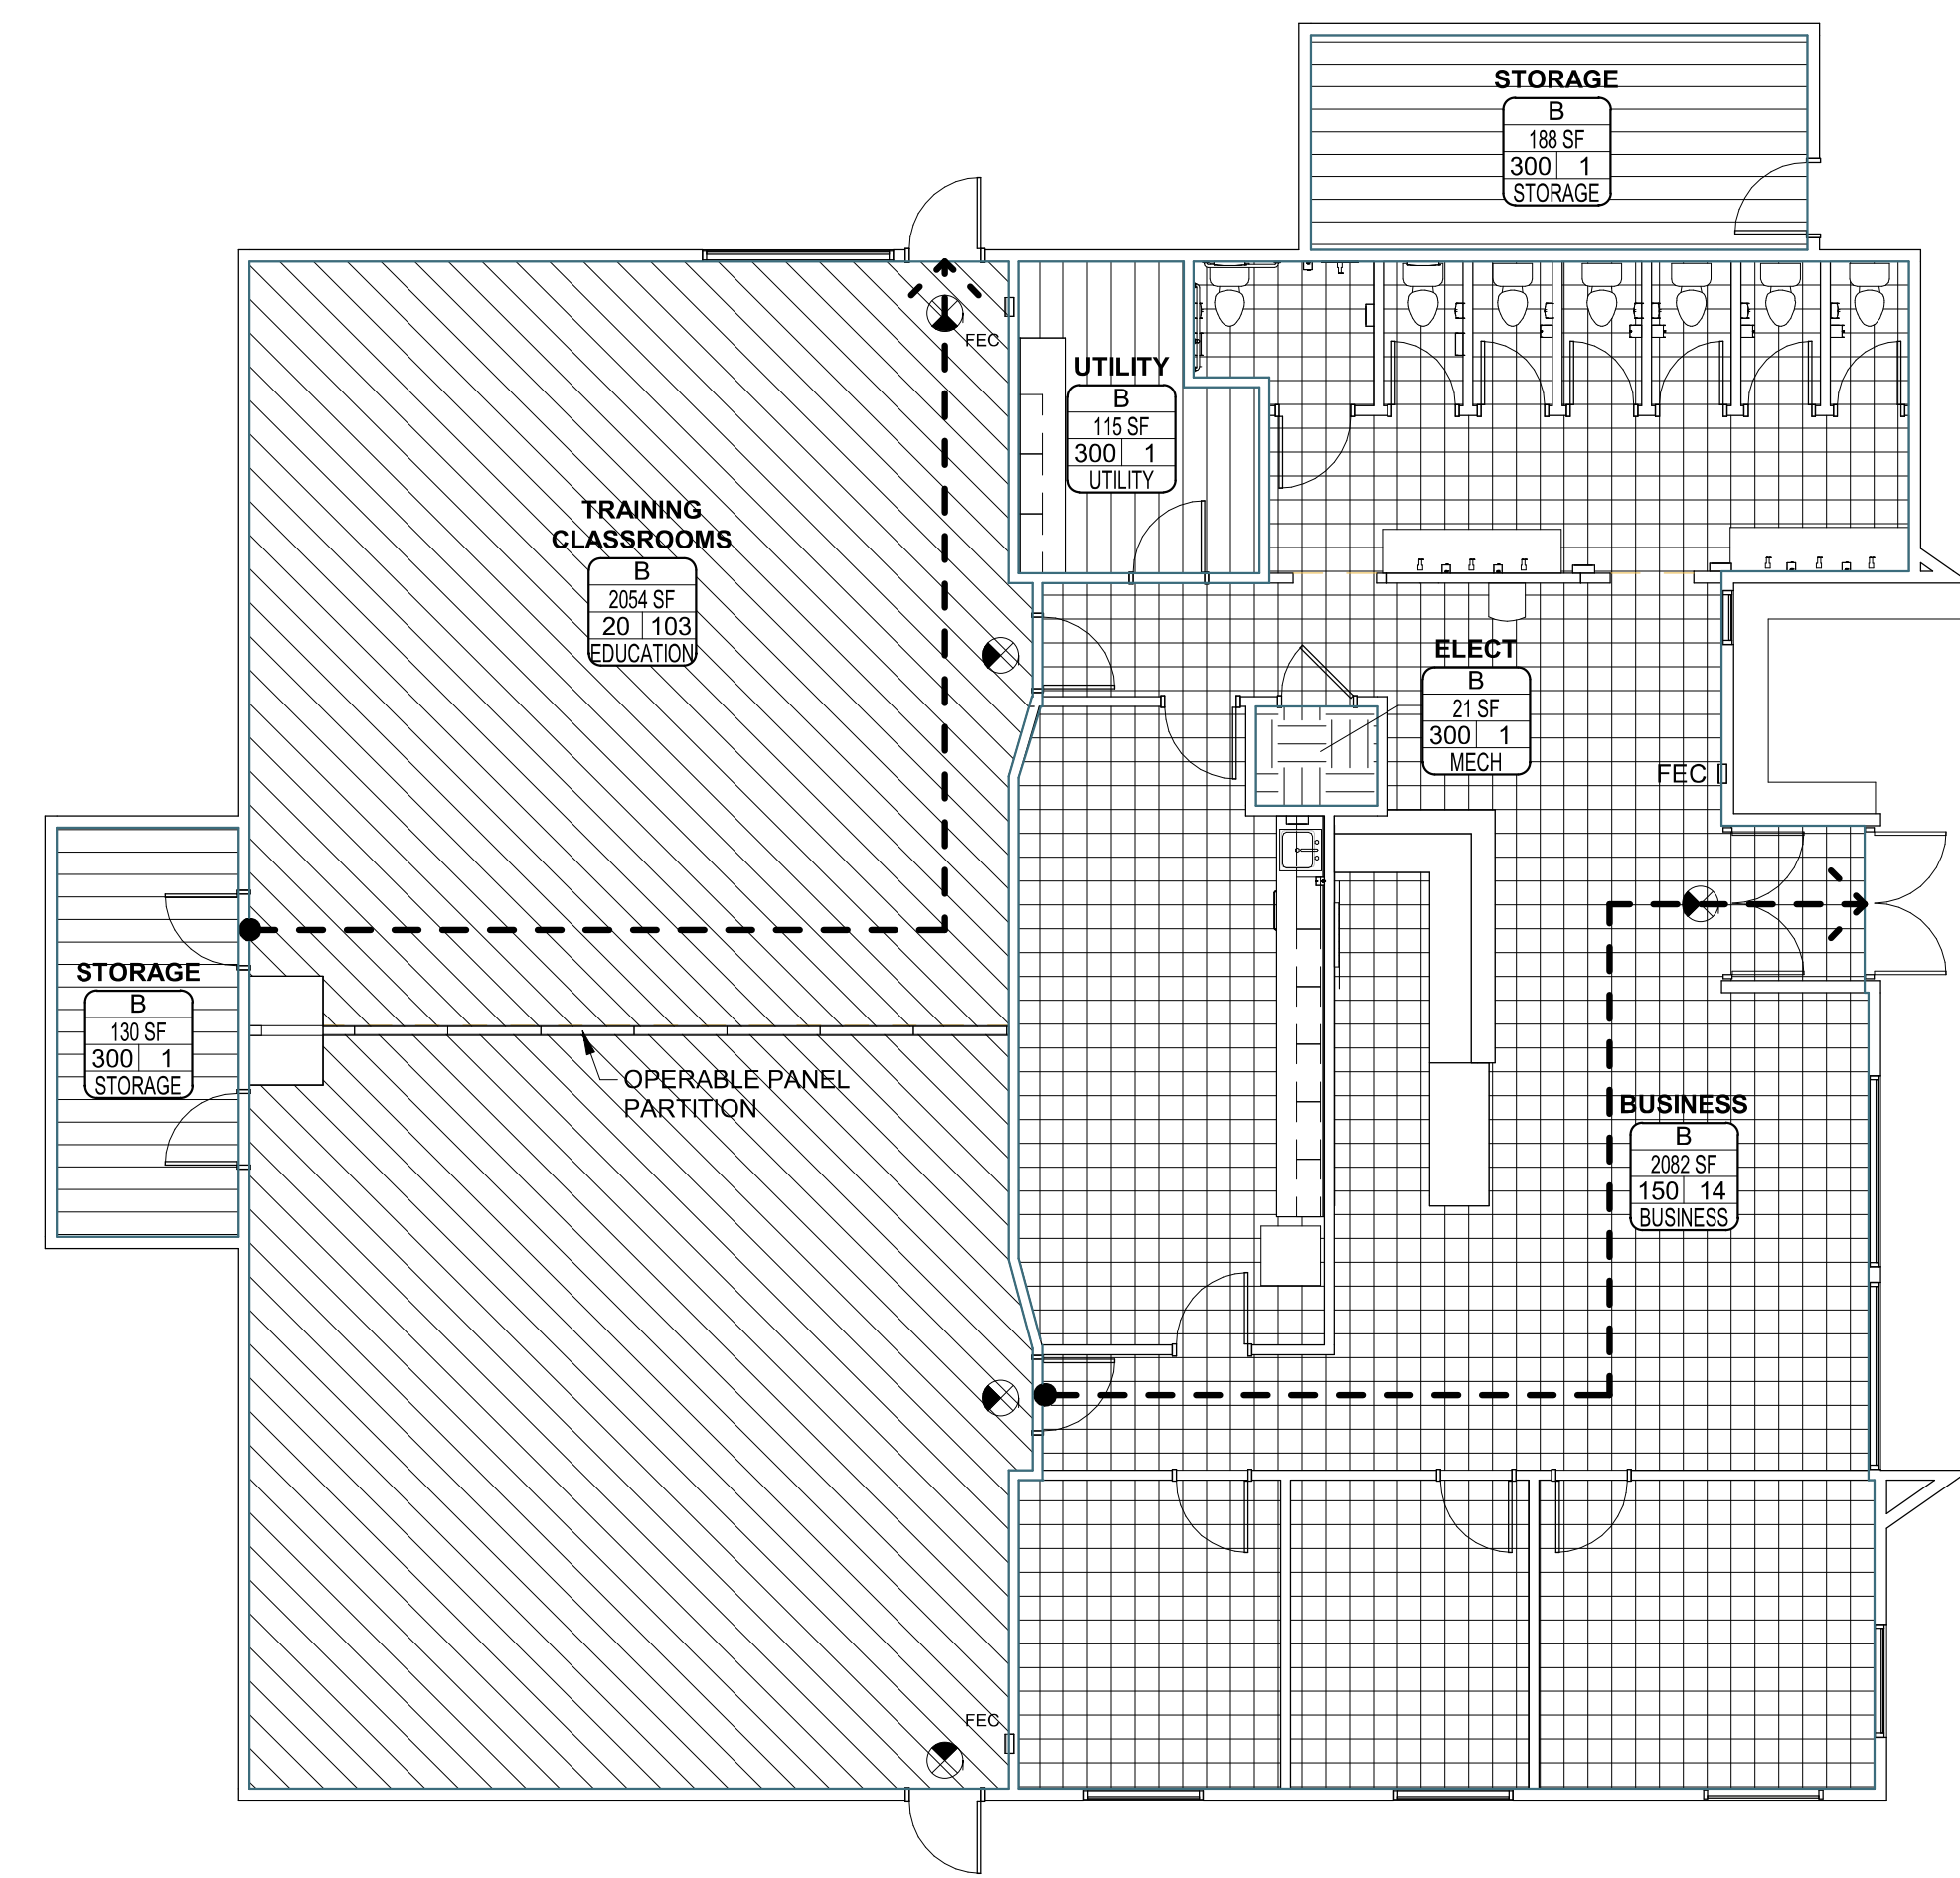 STORAGE
B
188 SF
300 1
STORAGE
FEC
UTILITY
B
115 SF
300 1
UTILITY
TRAINING
CLASSROOMS
B
2054 SF
20 103
EDUCATION
ELECT
B
21 SF
300 1
MECH
FEC
STORAGE
B
130 SF
300 1
STORAGE
OPERABLE PANEL
PARTITION
BUSINESS
B
2082 SF
150 14
BUSINESS
FEC